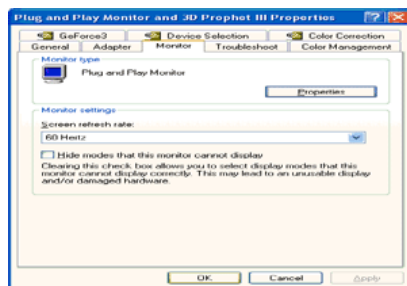 Plug and Play Monitor and 3D Prophet III Properties
GeForce3 Device Selection Color Correction
General Adapter Monitor Troubleshoot Color Management
Monitor type
Plug and Play Monitor
Properties
Monitor settings
Screen refresh rate:
60 Hertz
Hide modes that this monitor cannot display
Clearing this check box allows you to select display modes that this
monitor cannot display correctly. This may lead to an unusable display
and/or damaged hardware.
OK Cancel Apply